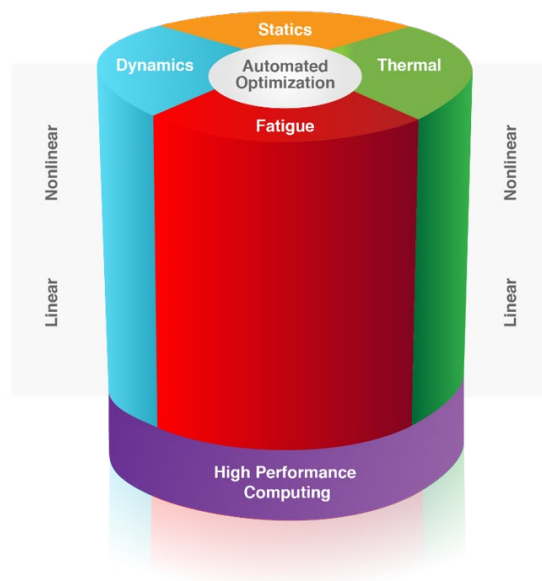 Statics
Dynamics
Automated
Optimization
Thermal
Fatigue
Nonlinear
Nonlinear
Linear
Linear
High Performance
Computing